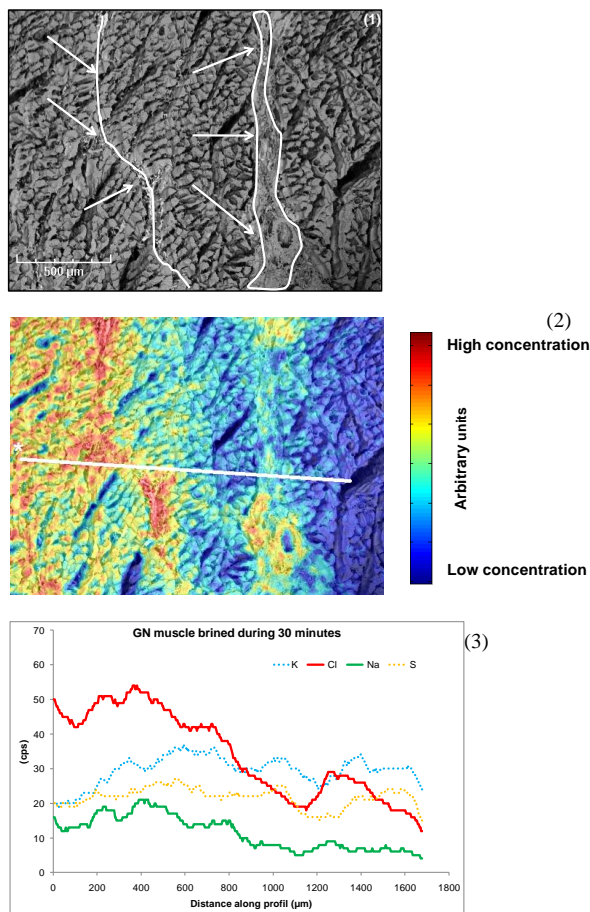 (1)
500 µm
(2)
High concentration
Arbitrary units
Low concentration
*
(3)
GN muscle brined during 30 minutes
K Cl Na S
(cps)
70
60
50
40
30
20
10
0
0 200 400 600 800 1000 1200 1400 1600 1800
Distance along profil (µm)